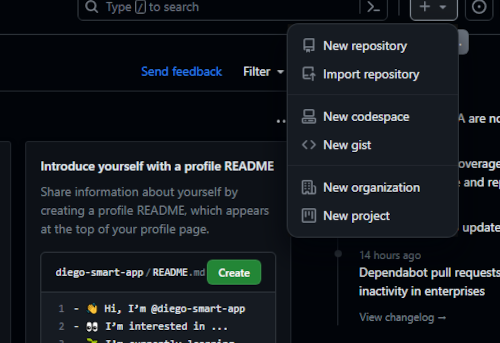 Type / to search
New repository
Import repository
New codespace
New gist
New organization
New project
Send feedback
Filter
Introduce yourself with a profile README
Share information about yourself by
creating a profile README, which appears
at the top of your profile page.
diego-smart-app/README.md
Create
1 - 👋 Hi, I'm @diego-smart-app
2 - 👀 I'm interested in ...
are no
overage
and rep
update
14 hours ago
Dependabot pull requests
inactivity in enterprises
View changelog →